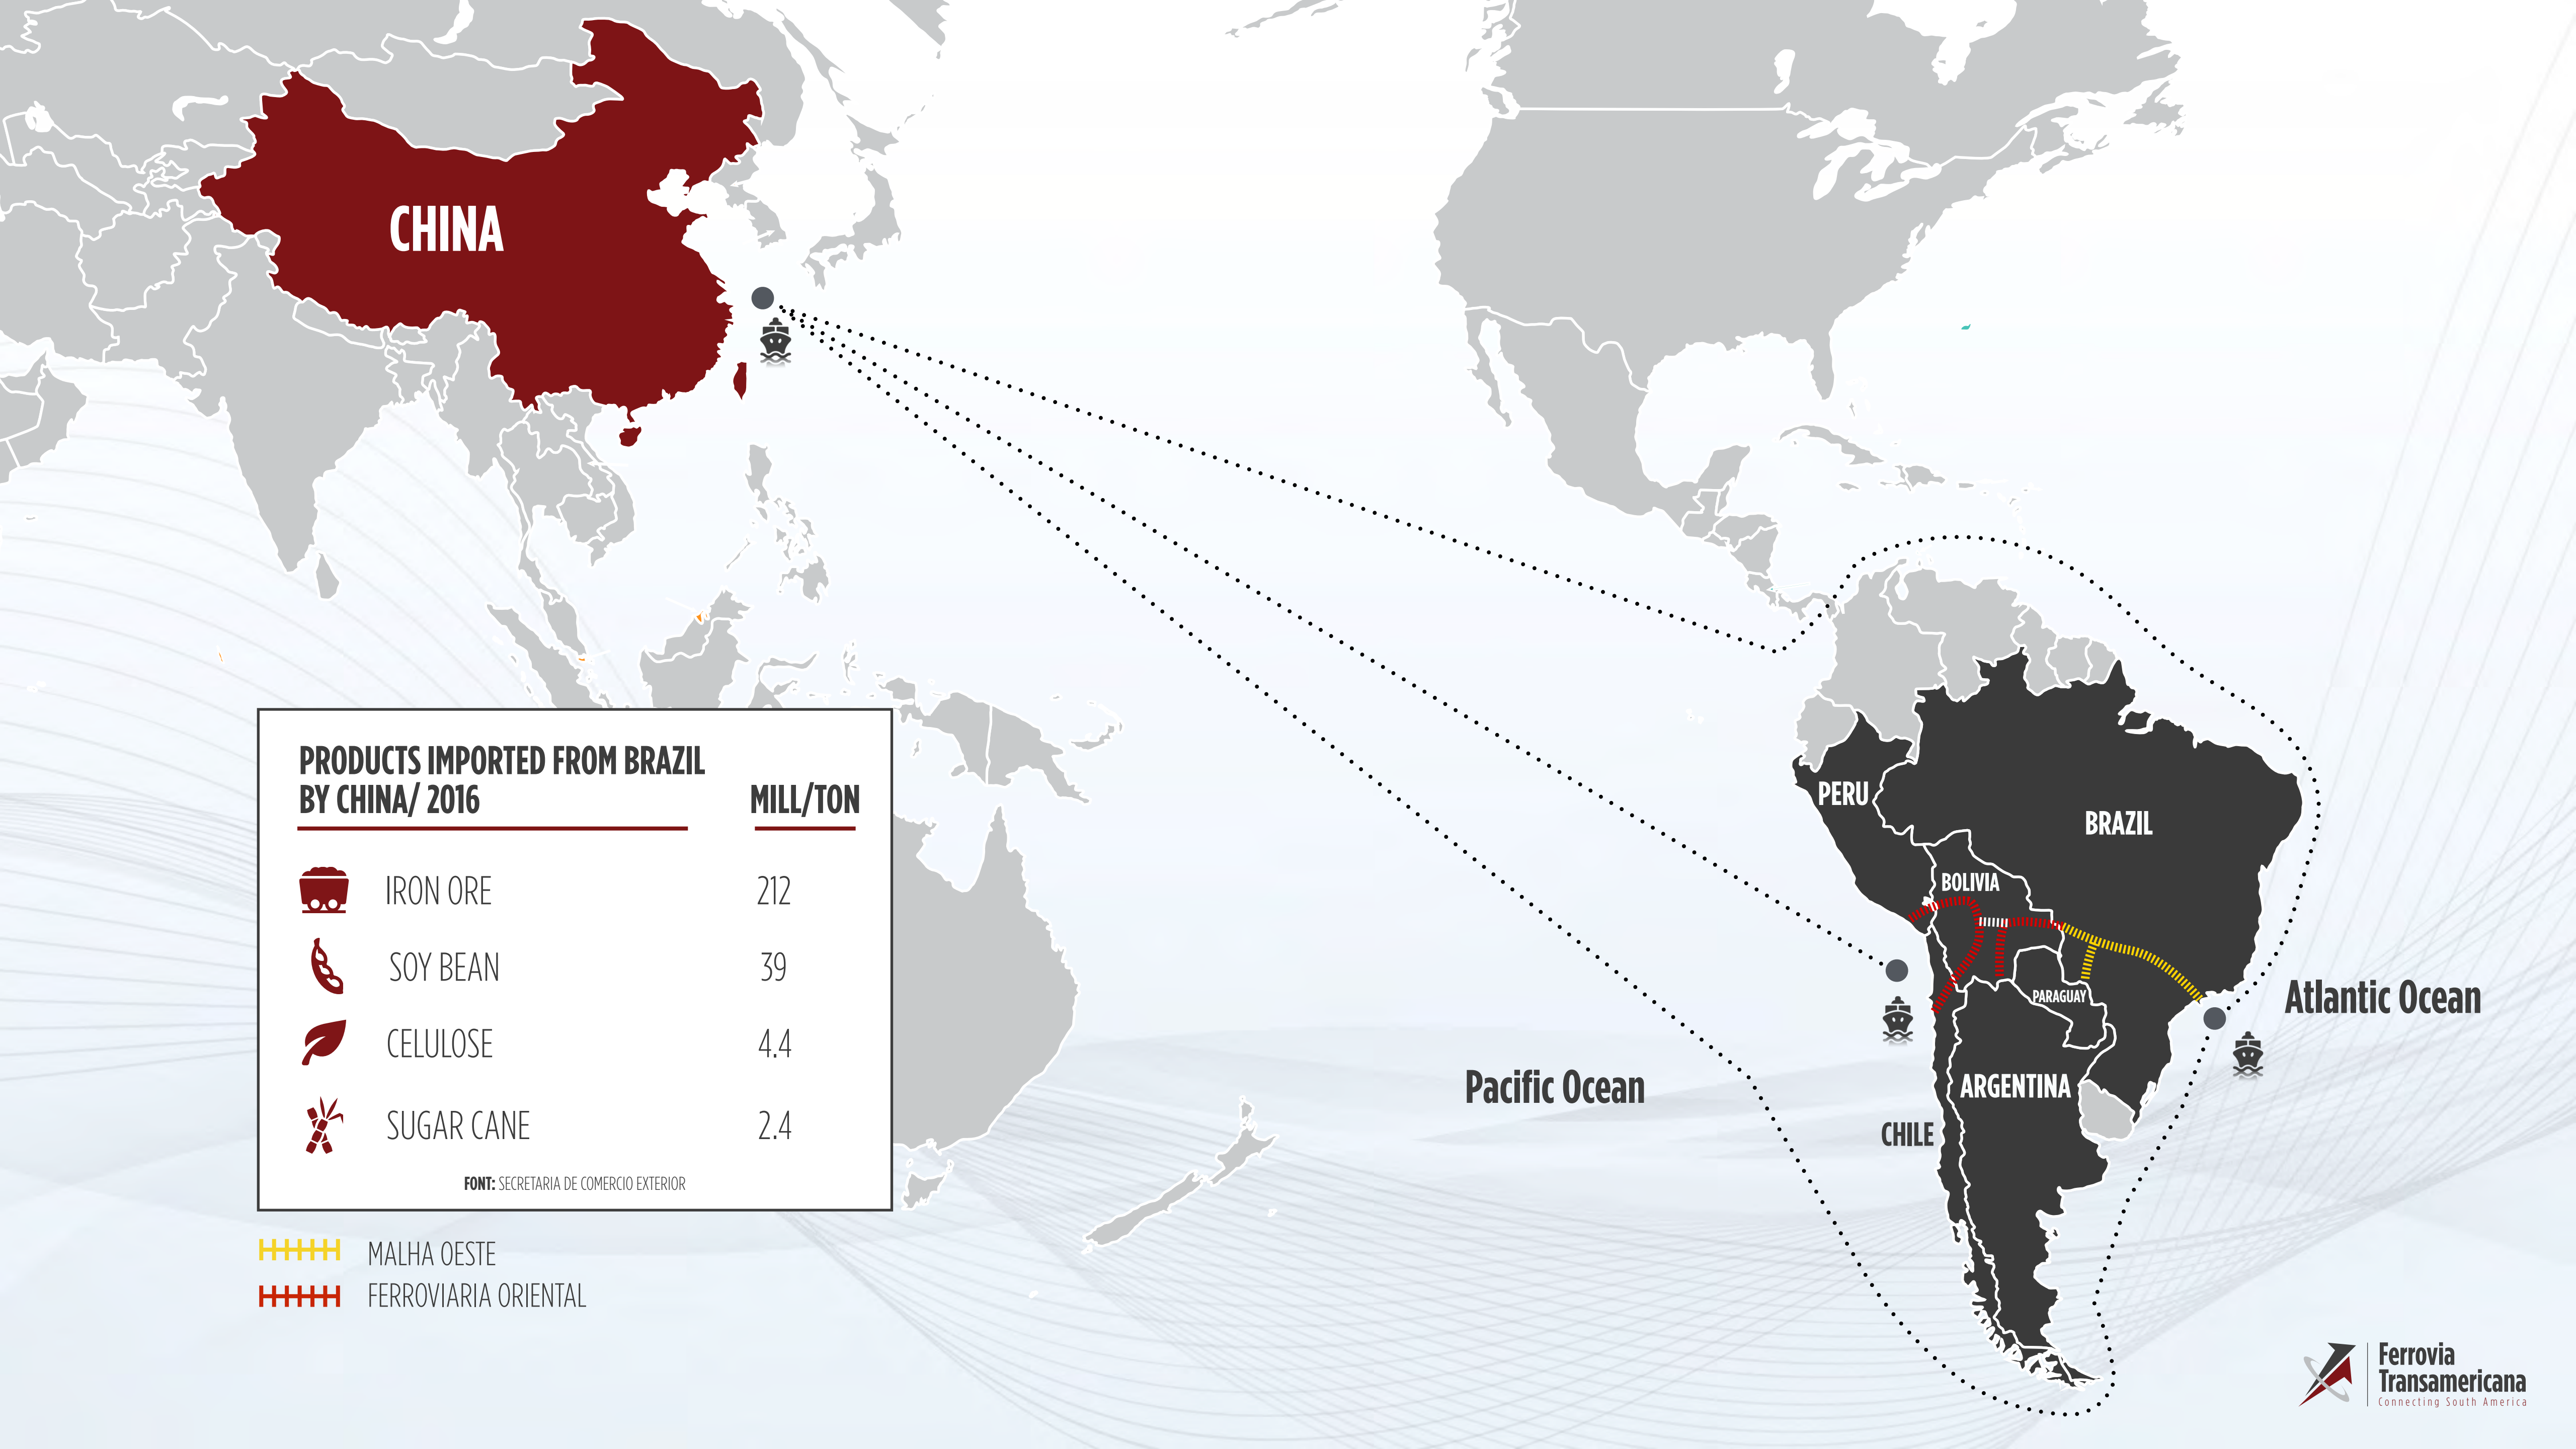 CHINA
PERU
BRAZIL
BOLIVIA
PARAGUAY
Atlantic Ocean
Pacific Ocean
ARGENTINA
CHILE
PRODUCTS IMPORTED FROM BRAZIL
BY CHINA/ 2016 MILL/TON
IRON ORE 212
SOY BEAN 39
CELULOSE 4.4
SUGAR CANE 2.4
FONT: SECRETARIA DE COMERCIO EXTERIOR
MALHA OESTE
FERROVIARIA ORIENTAL
Ferrovia
Transamericana
Connecting South America